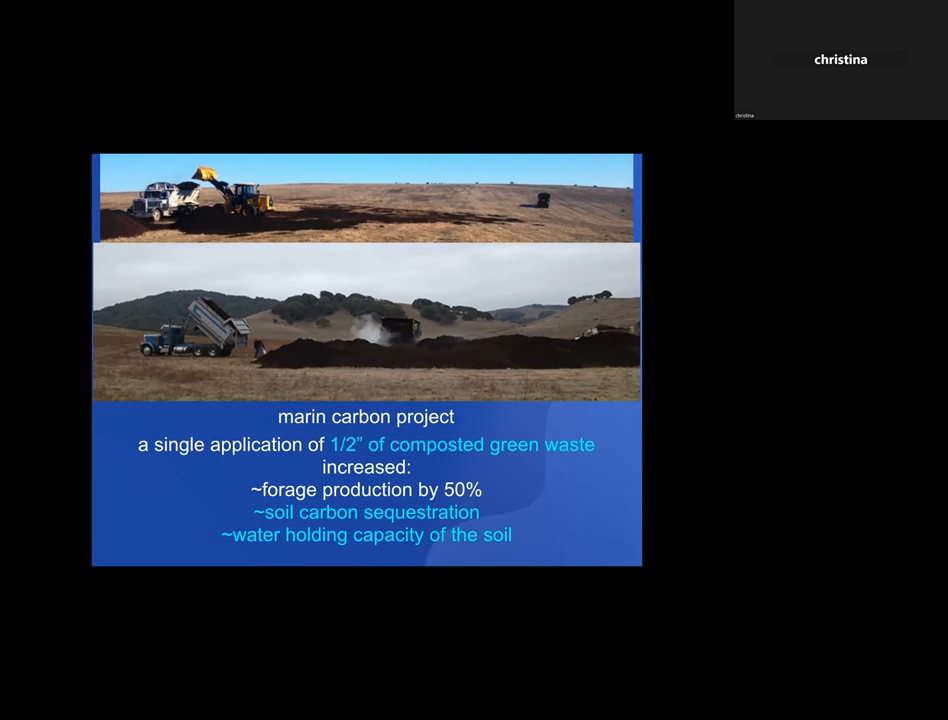 christina
christina
marin carbon project
a single application of 1/2” of composted green waste
increased:
~forage production by 50%
~soil carbon sequestration
~water holding capacity of the soil